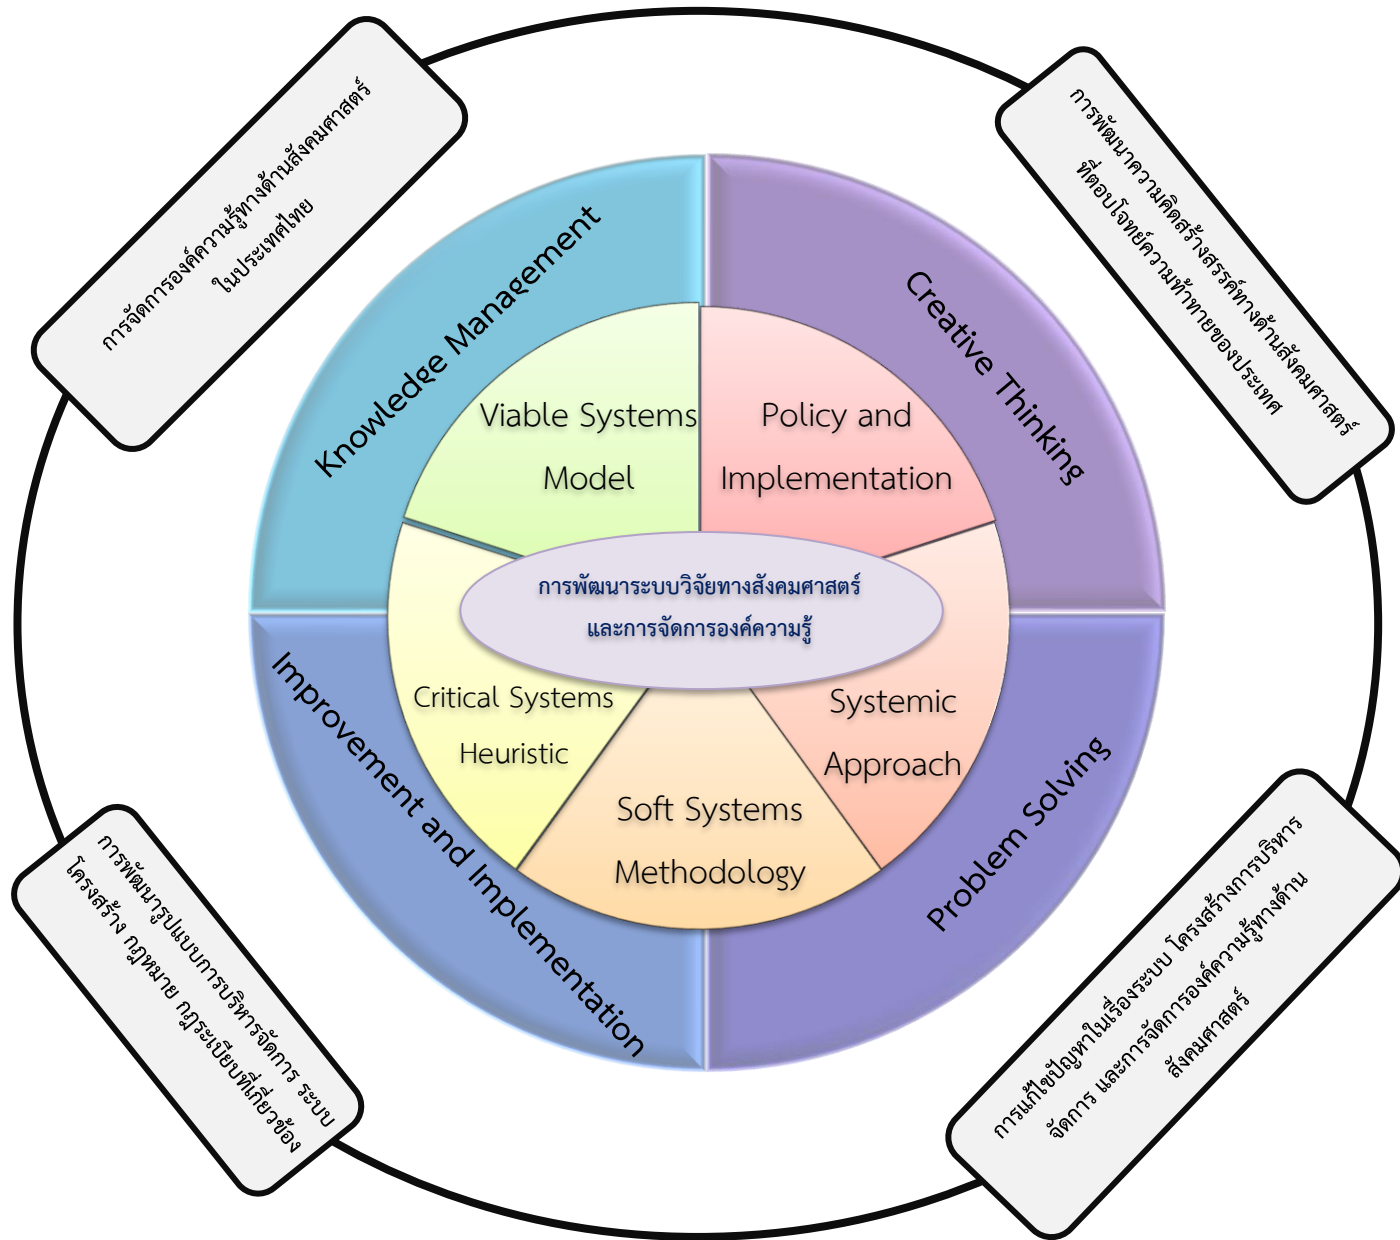 การจัดการองค์ความรู้ทางด้านสังคมศาสตร์
ในประเทศไทย
การพัฒนาความคิดสร้างสรรค์ทางด้านสังคมศาสตร์
ที่ตอบโจทย์ความท้าทายของประเทศ
Knowledge Management
Creative Thinking
Viable Systems
Model
Policy and
Implementation
การพัฒนาระบบวิจัยทางสังคมศาสตร์
และการจัดการองค์ความรู้
Critical Systems
Heuristic
Soft Systems
Methodology
Systemic
Approach
Improvement and Implementation
Problem Solving
การพัฒนารูปแบบการบริหารจัดการ ระบบ
โครงสร้าง กฎหมาย กฎระเบียบที่เกี่ยวข้อง
การแก้ไขปัญหาในเรื่องระบบ โครงสร้างการบริหาร
จัดการ และการจัดการองค์ความรู้ทางด้าน
สังคมศาสตร์